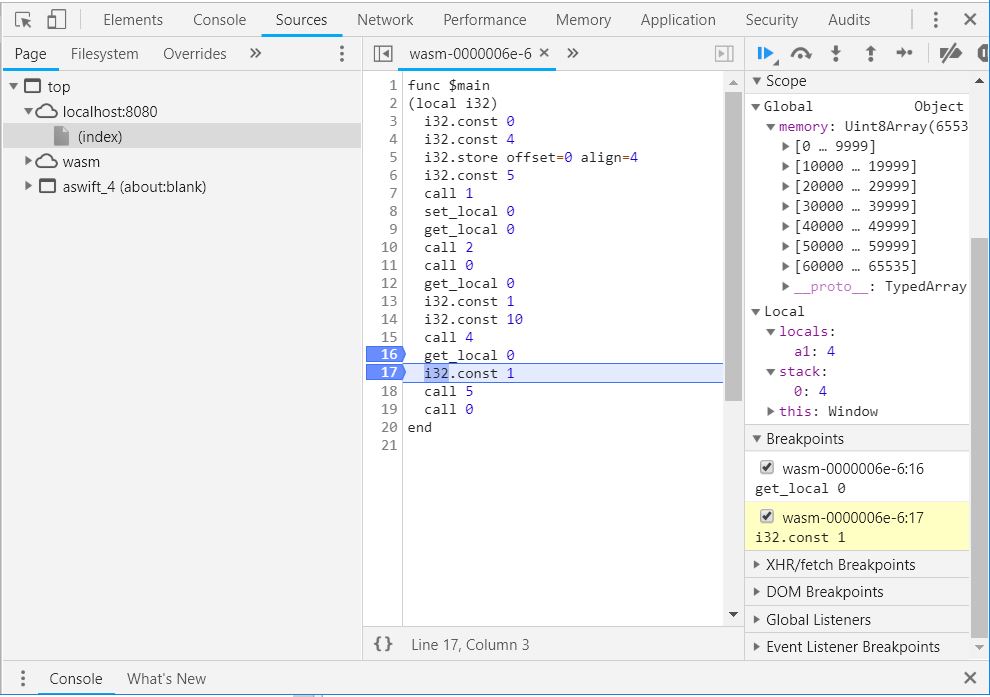 Elements Console Sources Network Performance Memory Application Security Audits
Page Filesystem Overrides
top
localhost:8080
(index)
wasm
aswift_4 (about:blank)
wasm-0000006e-6
1 func $main
2 (local i32)
3 i32.const 0
4 i32.const 4
5 i32.store offset=0 align=4
6 i32.const 5
7 call 1
8 set_local 0
9 get_local 0
10 call 2
11 call 0
12 get_local 0
13 i32.const 1
14 i32.const 10
15 call 4
16 get_local 0
17 i32.const 1
18 call 5
19 call 0
20 end
21
{} Line 17, Column 3
Scope
Global Object
memory: Uint8Array(6553
[0 … 9999]
[10000 … 19999]
[20000 … 29999]
[30000 … 39999]
[40000 … 49999]
[50000 … 59999]
[60000 … 65535]
__proto__: TypedArray
Local
locals:
a1: 4
stack:
0: 4
this: Window
Breakpoints
wasm-0000006e-6:16
get_local 0
wasm-0000006e-6:17
i32.const 1
XHR/fetch Breakpoints
DOM Breakpoints
Global Listeners
Event Listener Breakpoints
Console What's New